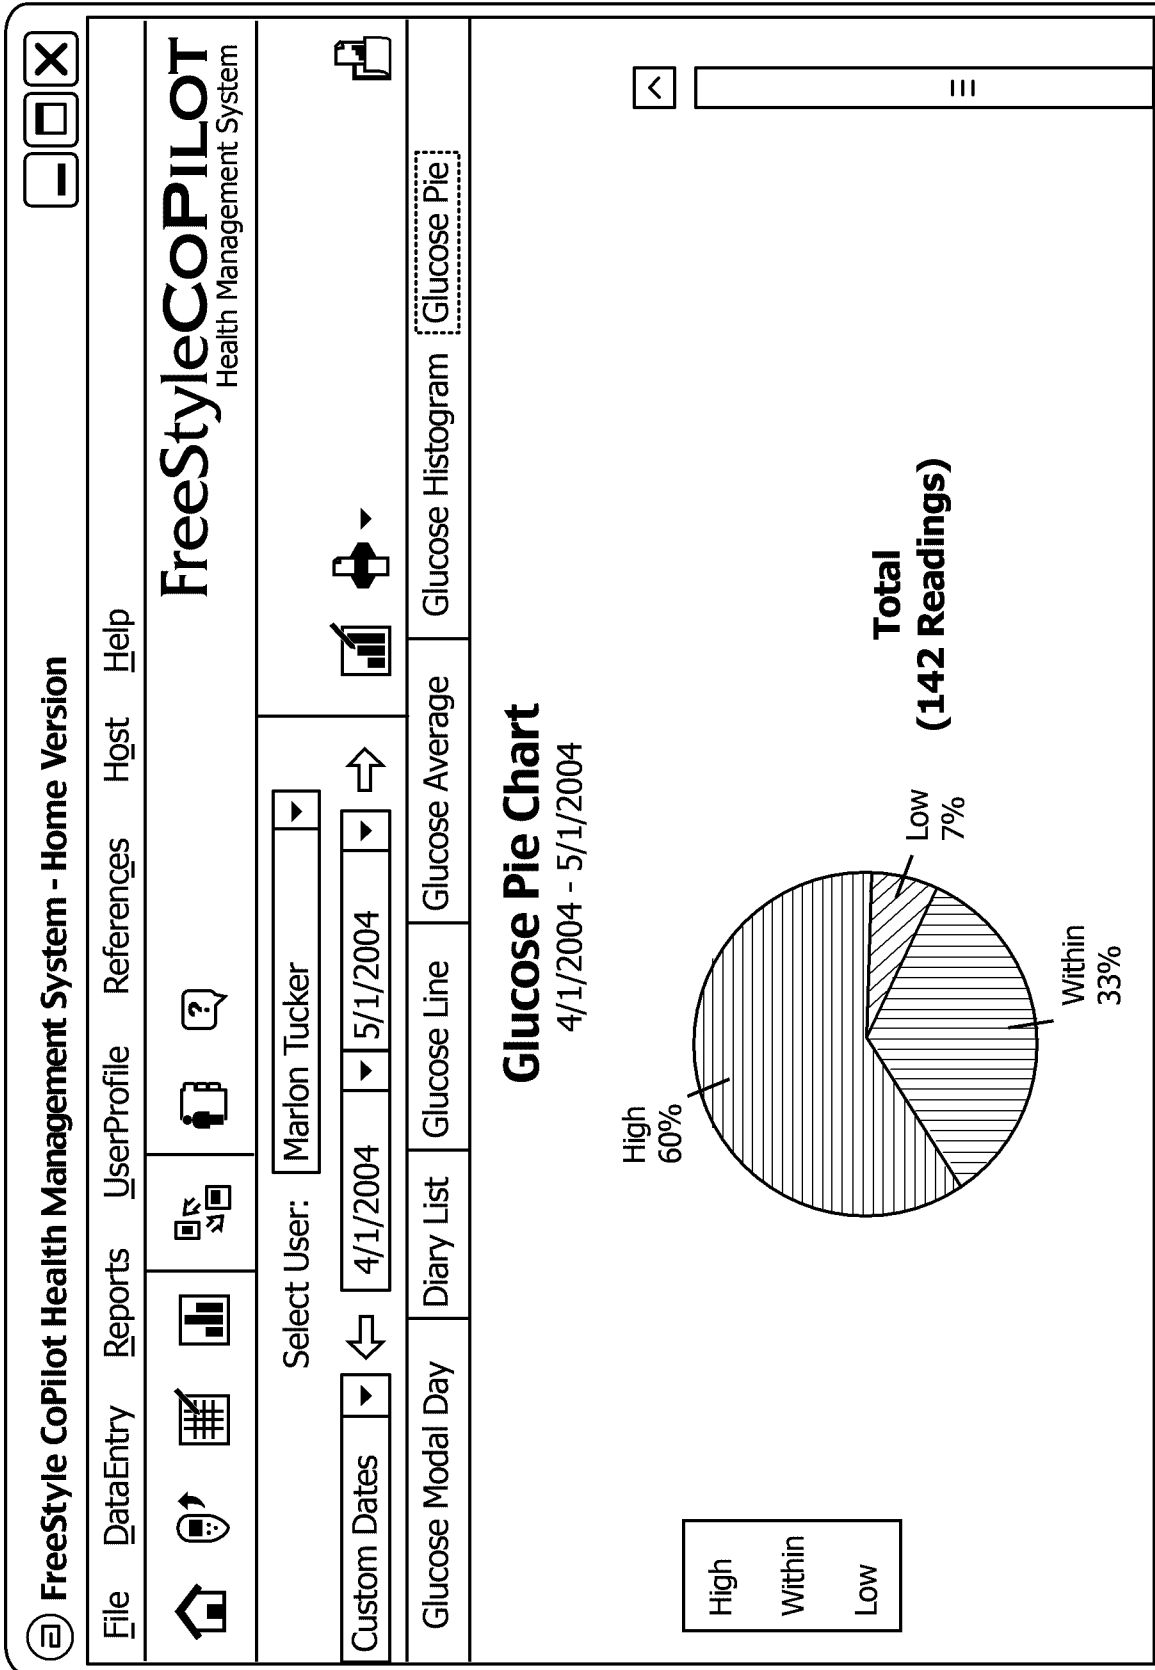 FreeStyle CoPilot Health Management System - Home Version
File DataEntry Reports UserProfile References Host Help
FreeStyleCoPilot
Health Management System
Select User: Marlon Tucker
Custom Dates 4/1/2004 5/1/2004
Glucose Modal Day Diary List Glucose Line Glucose Average Glucose Histogram Glucose Pie
Glucose Pie Chart
4/1/2004 - 5/1/2004
High
60%
Low
7%
Within
33%
Total
(142 Readings)
High
Within
Low